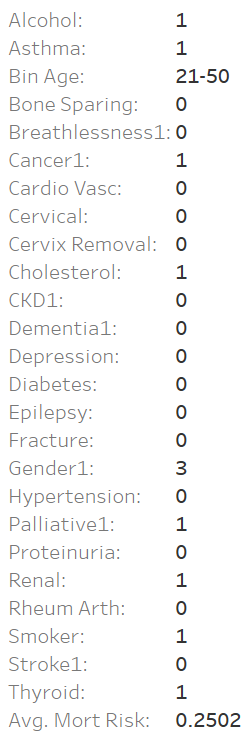 Alcohol: 1
Asthma: 1
Bin Age: 21-50
Bone Sparing: 0
Breathlessness1: 0
Cancer1: 1
Cardio Vasc: 0
Cervical: 0
Cervix Removal: 0
Cholesterol: 1
CKD1: 0
Dementia1: 0
Depression: 0
Diabetes: 0
Epilepsy: 0
Fracture: 0
Gender1: 3
Hypertension: 0
Palliative1: 1
Proteinuria: 0
Renal: 1
Rheum Arth: 0
Smoker: 1
Stroke1: 0
Thyroid: 1
Avg. Mort Risk: 0.2502